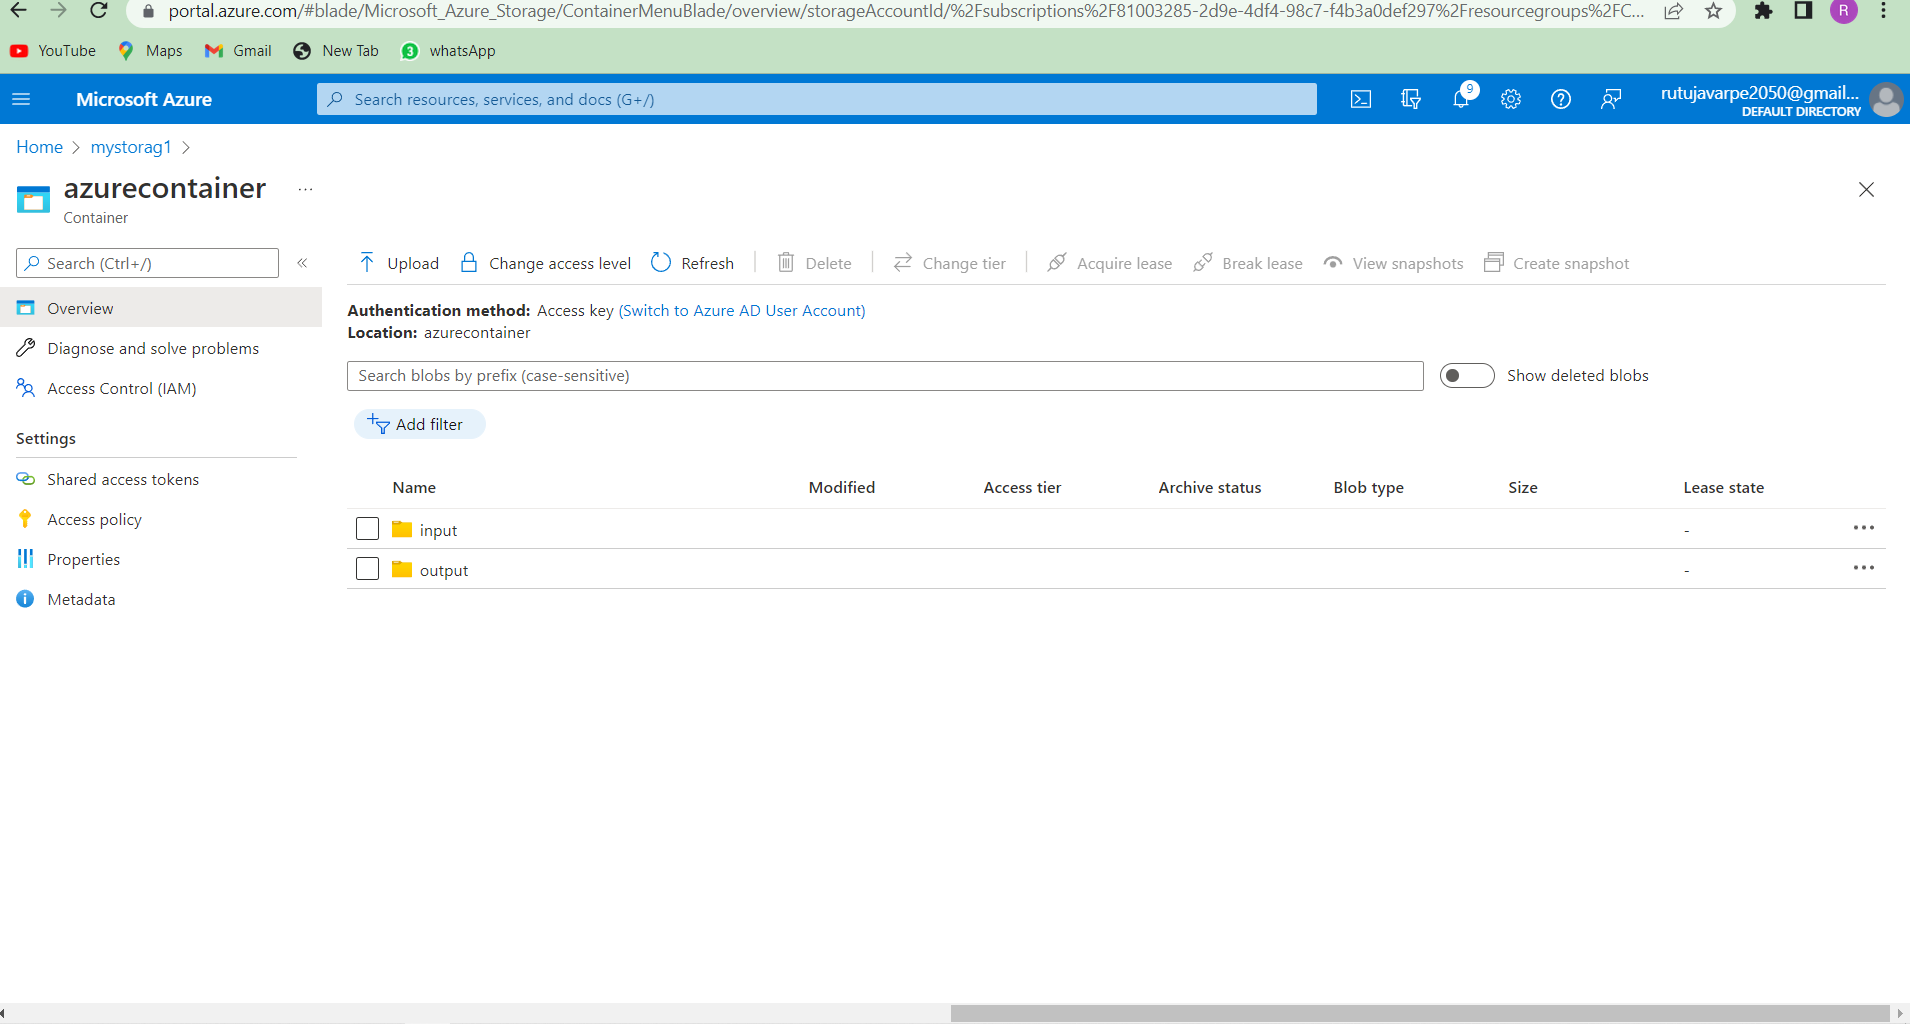 portal.azure.com/#blade/Microsoft_Azure_Storage/ContainerMenuBlade/overview/storageAccountId/%2Fsubscriptions%2F81003285-2d9e-4df4-98c7-f4b3a0def297%2Fresourcegroups%2FC... R
YouTube Maps Gmail New Tab 3 whatsApp
Microsoft Azure Search resources, services, and docs (G+/) 9 rutujavarpe2050@gmail...
DEFAULT DIRECTORY
Home > mystorag1 >
azurecontainer ...
Container
Search (Ctrl+/) «
Upload Change access level Refresh Delete Change tier Acquire lease Break lease View snapshots Create snapshot
Overview
Diagnose and solve problems
Access Control (IAM)
Settings
Shared access tokens
Access policy
Properties
Metadata
Authentication method: Access key (Switch to Azure AD User Account)
Location: azurecontainer
Search blobs by prefix (case-sensitive) Show deleted blobs
Add filter
Name Modified Access tier Archive status Blob type Size Lease state
input - ...
output - ...